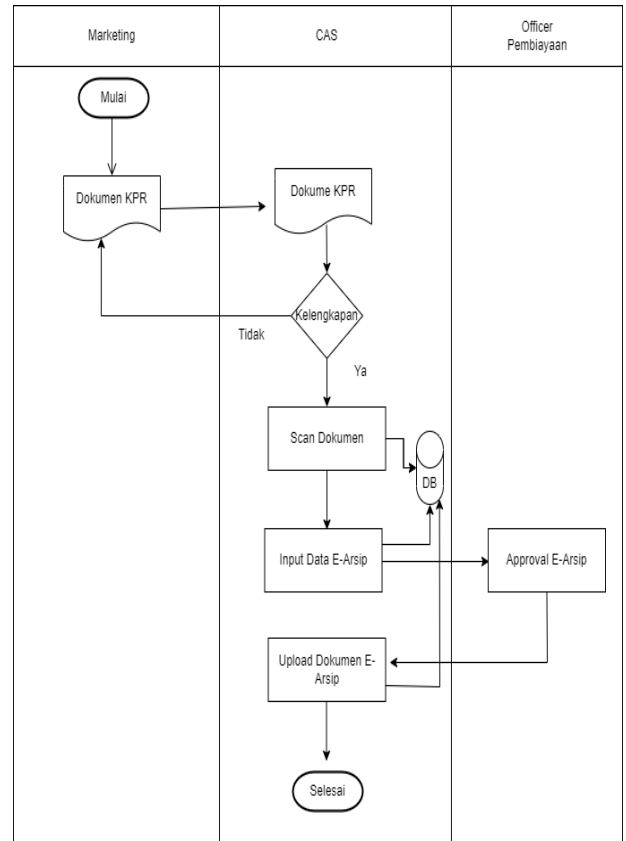 Marketing
CAS
Officer
Pembiayaan
Mulai
Dokumen KPR
Dokume KPR
Kelengkapan
Tidak
Ya
Scan Dokumen
DB
Input Data E-Arsip
Approval E-Arsip
Upload Dokumen E-
Arsip
Selesai